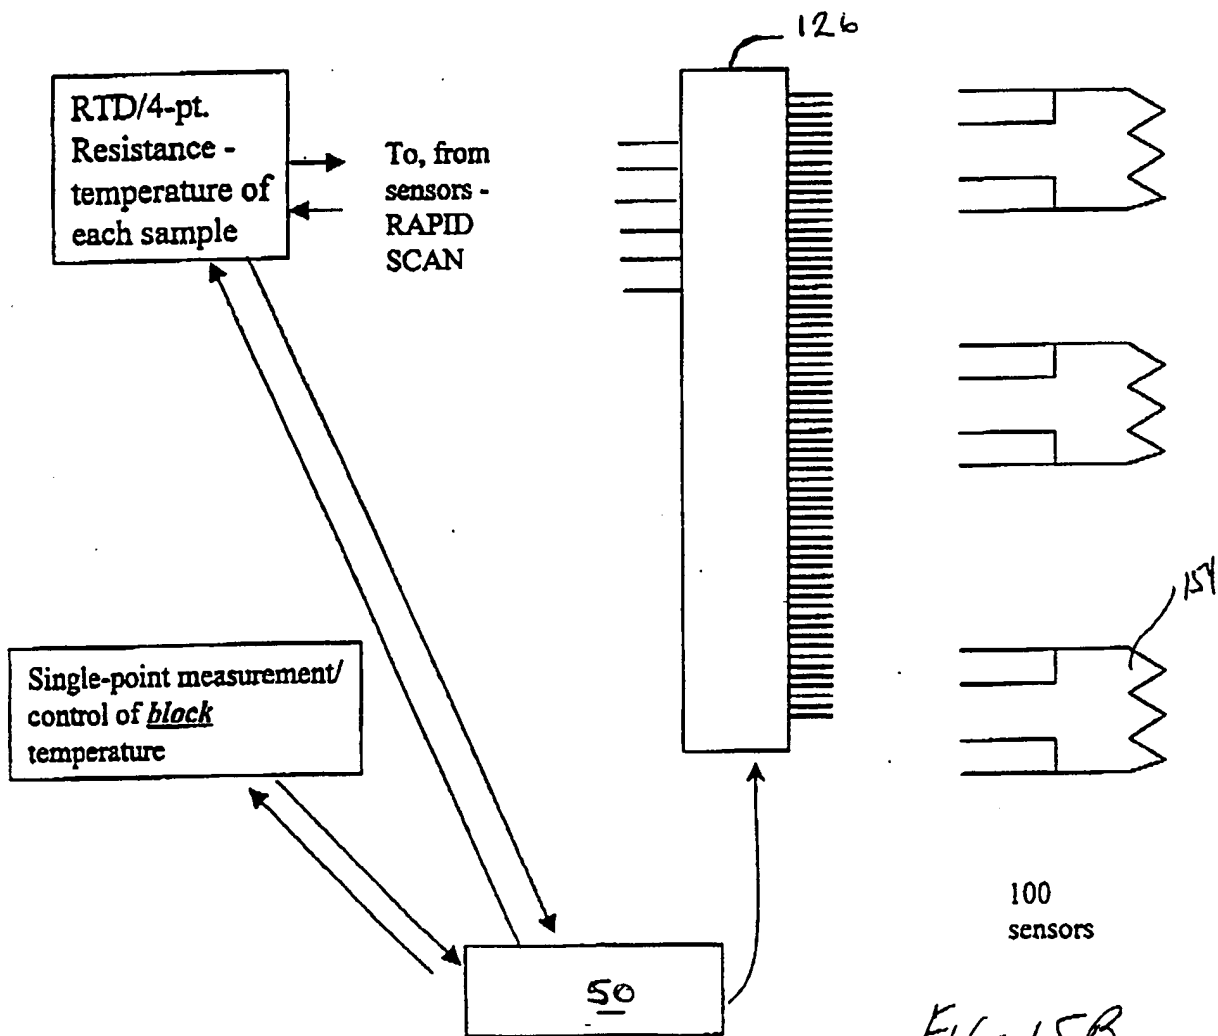 126
RTD/4-pt.
Resistance -
temperature of
each sample
To, from
sensors -
RAPID
SCAN
154
Single-point measurement/
control of block
temperature
100
sensors
50
FIG. 15B